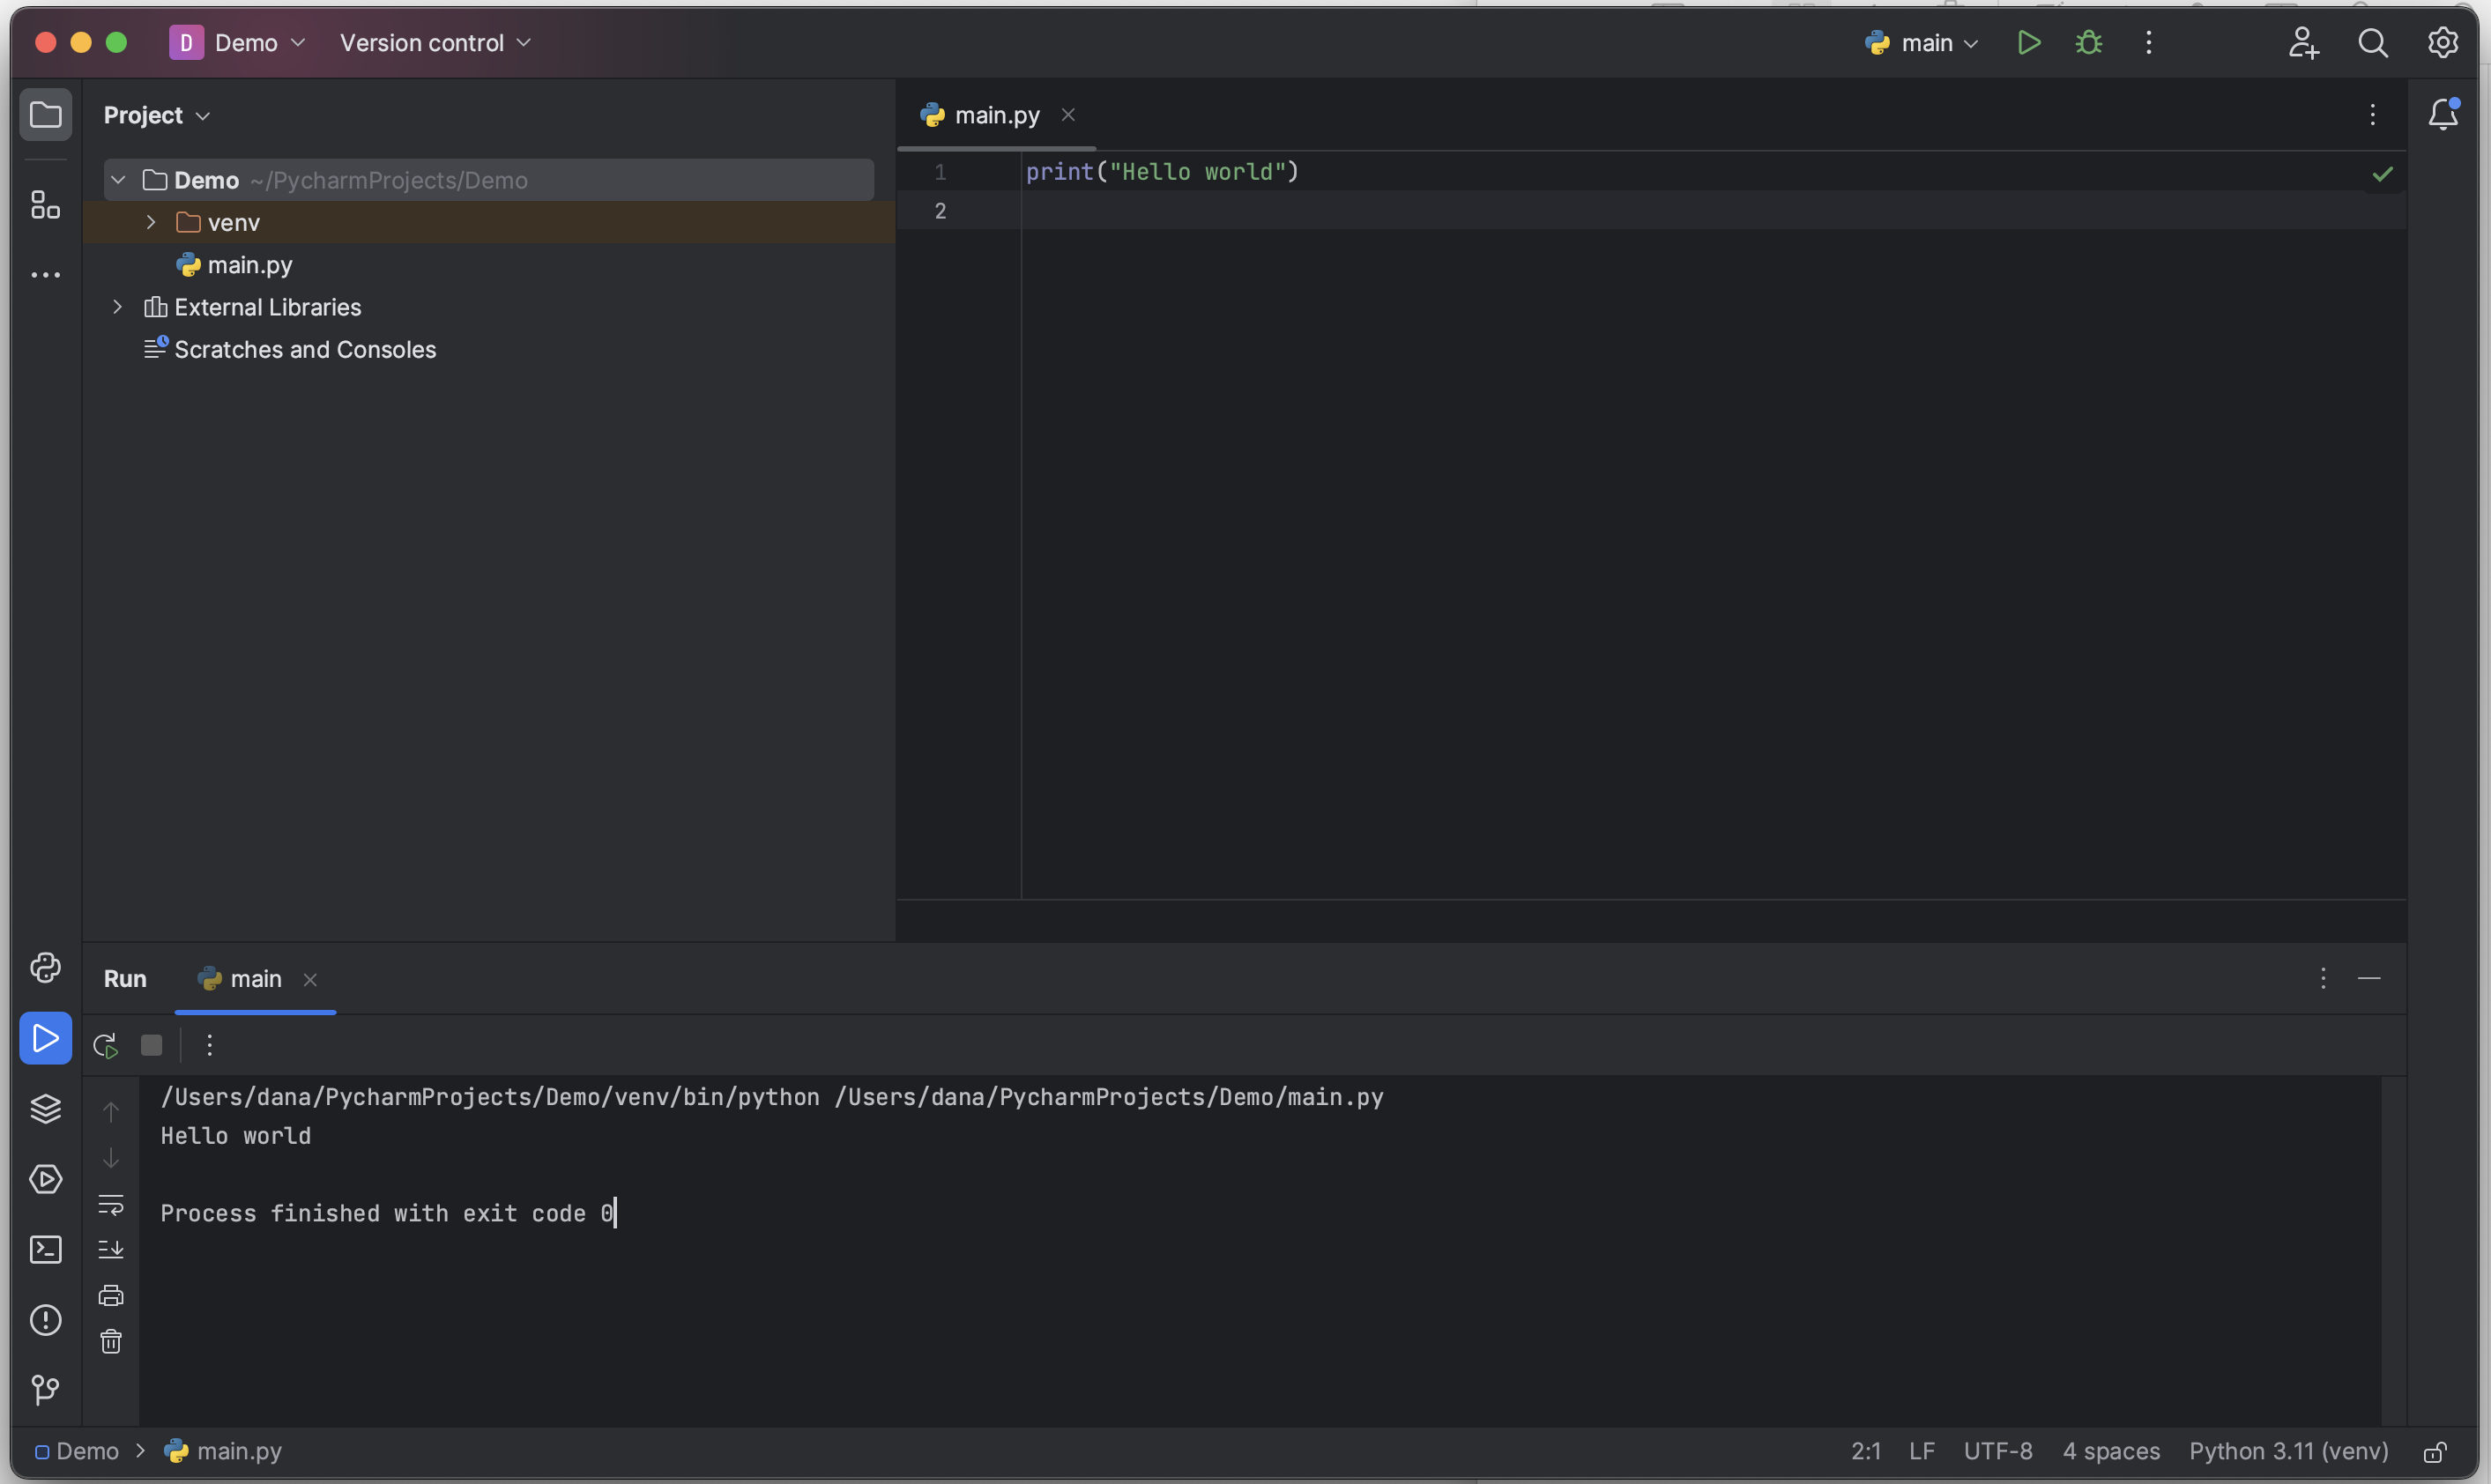 D Demo Version control main
Project
main.py
Demo ~/PycharmProjects/Demo
venv
main.py
External Libraries
Scratches and Consoles
1 print("Hello world")
2
Run main
/Users/dana/PycharmProjects/Demo/venv/bin/python /Users/dana/PycharmProjects/Demo/main.py
Hello world
Process finished with exit code 0
Demo main.py 2:1 LF UTF-8 4 spaces Python 3.11 (venv)